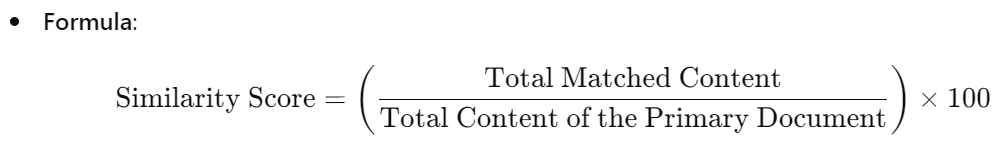 • Formula:
Similarity Score = ( Total Matched Content / Total Content of the Primary Document ) × 100